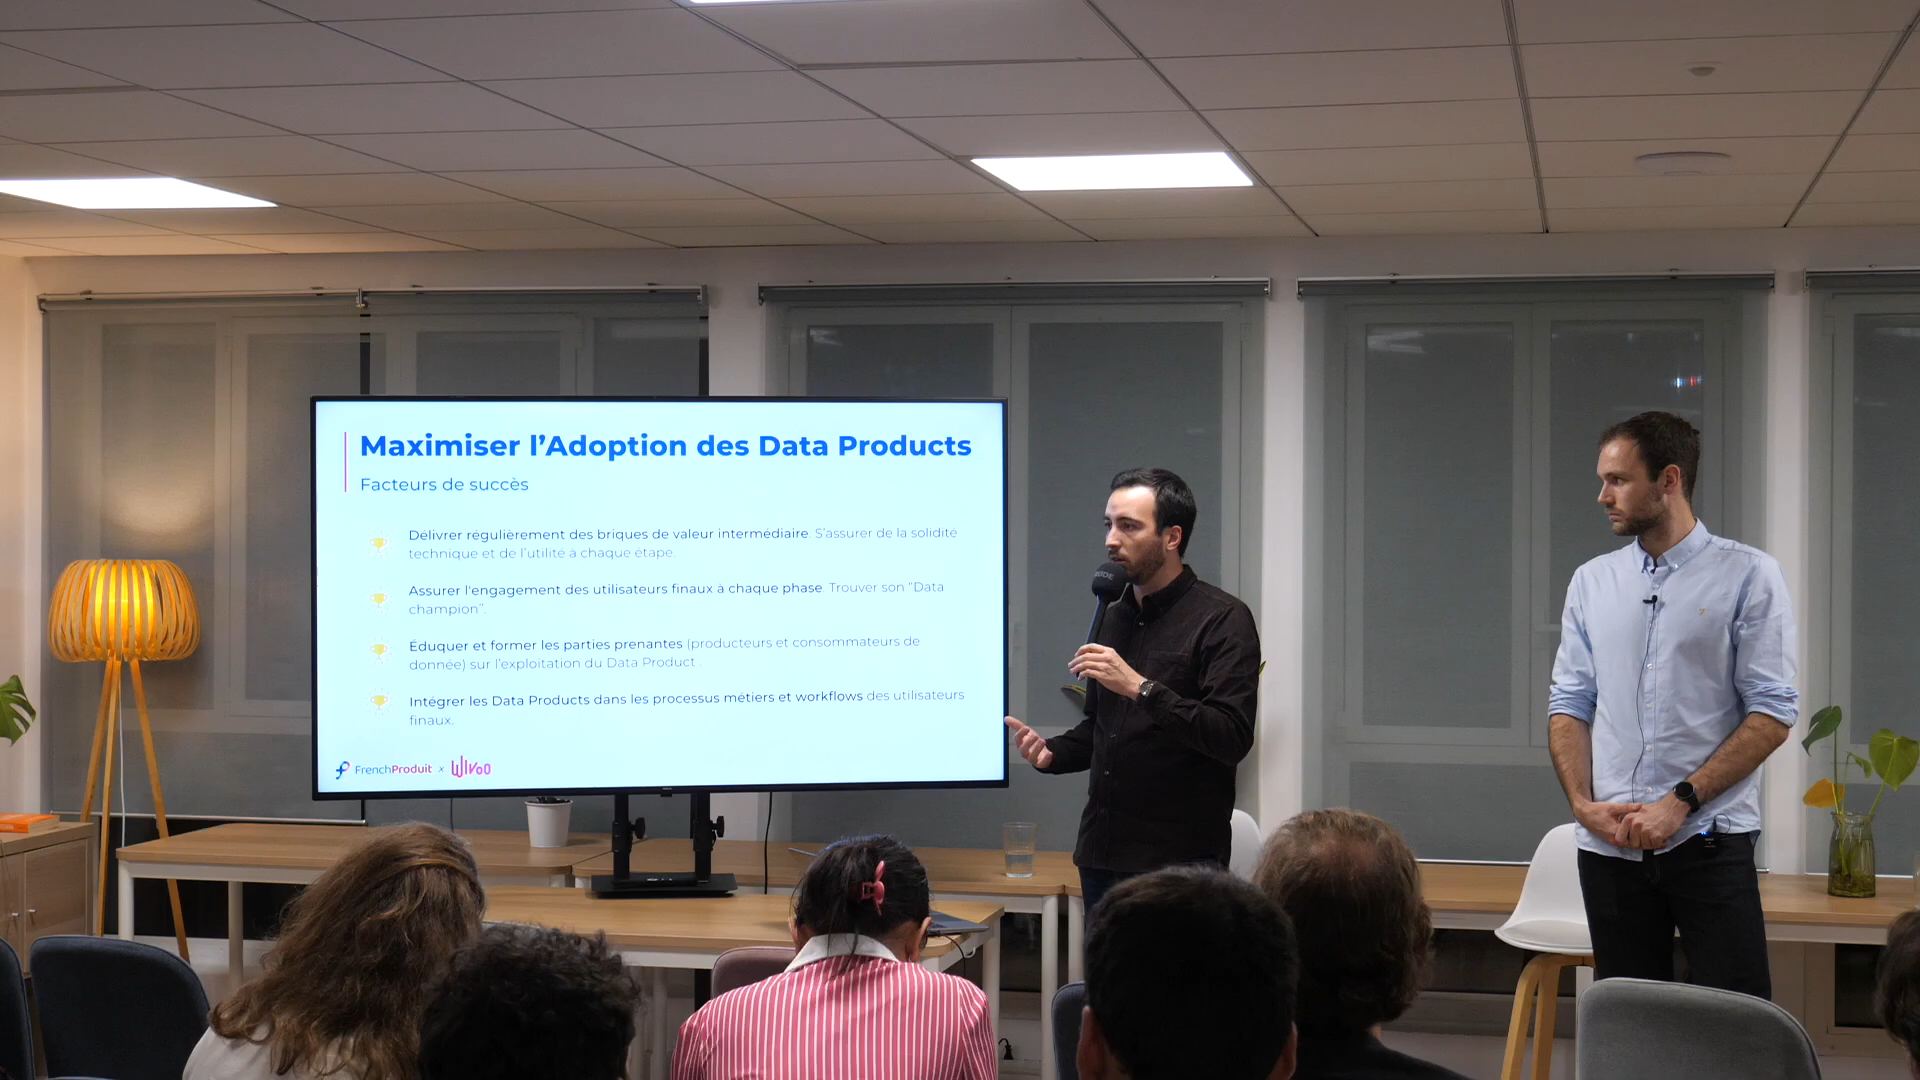 Maximiser l'Adoption des Data Products
Facteurs de succès
Délivrer régulièrement des briques de valeur intermédiaire. S'assurer de la solidité
technique et de l'utilité à chaque étape.
Assurer l'engagement des utilisateurs finaux à chaque phase. Trouver son "Data
champion".
Éduquer et former les parties prenantes (producteurs et consommateurs de
donnée) sur l'exploitation du Data Product .
Intégrer les Data Products dans les processus métiers et workflows des utilisateurs
finaux.
FrenchProduit x WIVOO
RODE